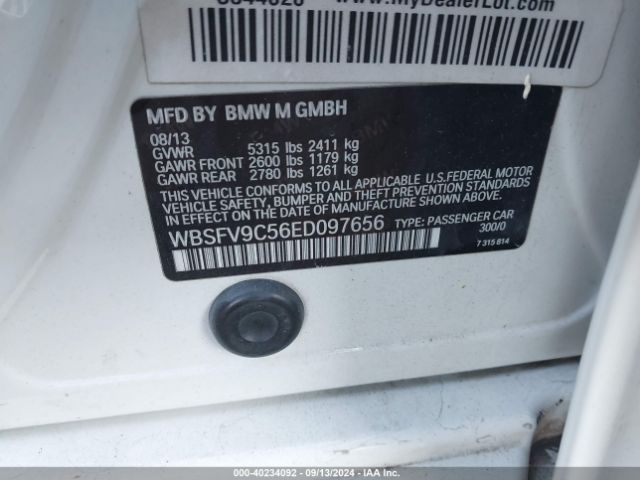 www.MyDealerLot.com
MFD BY BMW M GMBH
08/13
GVWR 5315 lbs 2411 kg
GAWR FRONT 2600 lbs 1179 kg
GAWR REAR 2780 lbs 1261 kg
THIS VEHICLE CONFORMS TO ALL APPLICABLE U.S.FEDERAL MOTOR
VEHICLE SAFETY, BUMPER AND THEFT PREVENTION STANDARDS
IN EFFECT ON THE DATE OF MANUFACTURE SHOWN ABOVE.
WBSFV9C56ED097656 TYPE: PASSENGER CAR
300/0
7 315 614
000-40234092 - 09/13/2024 - IAA Inc.